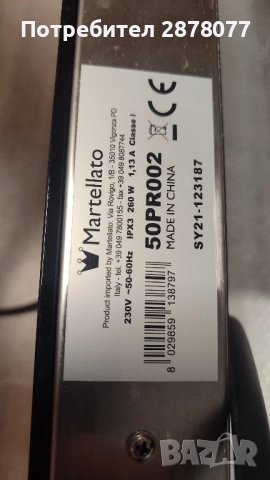 Потребител 2878077
Martellato
Product imported by Martellato: Via Rovigo, 1/B - 35010 Vigonza PD
Italy - tel. +39 049 7800155 - fax +39 049 8087744
230V ~50-60Hz IPX3 260 W 1,13 A Classe I
50PR002
MADE IN CHINA
CE
SY21-123187
8 029859 138797
BAZAR